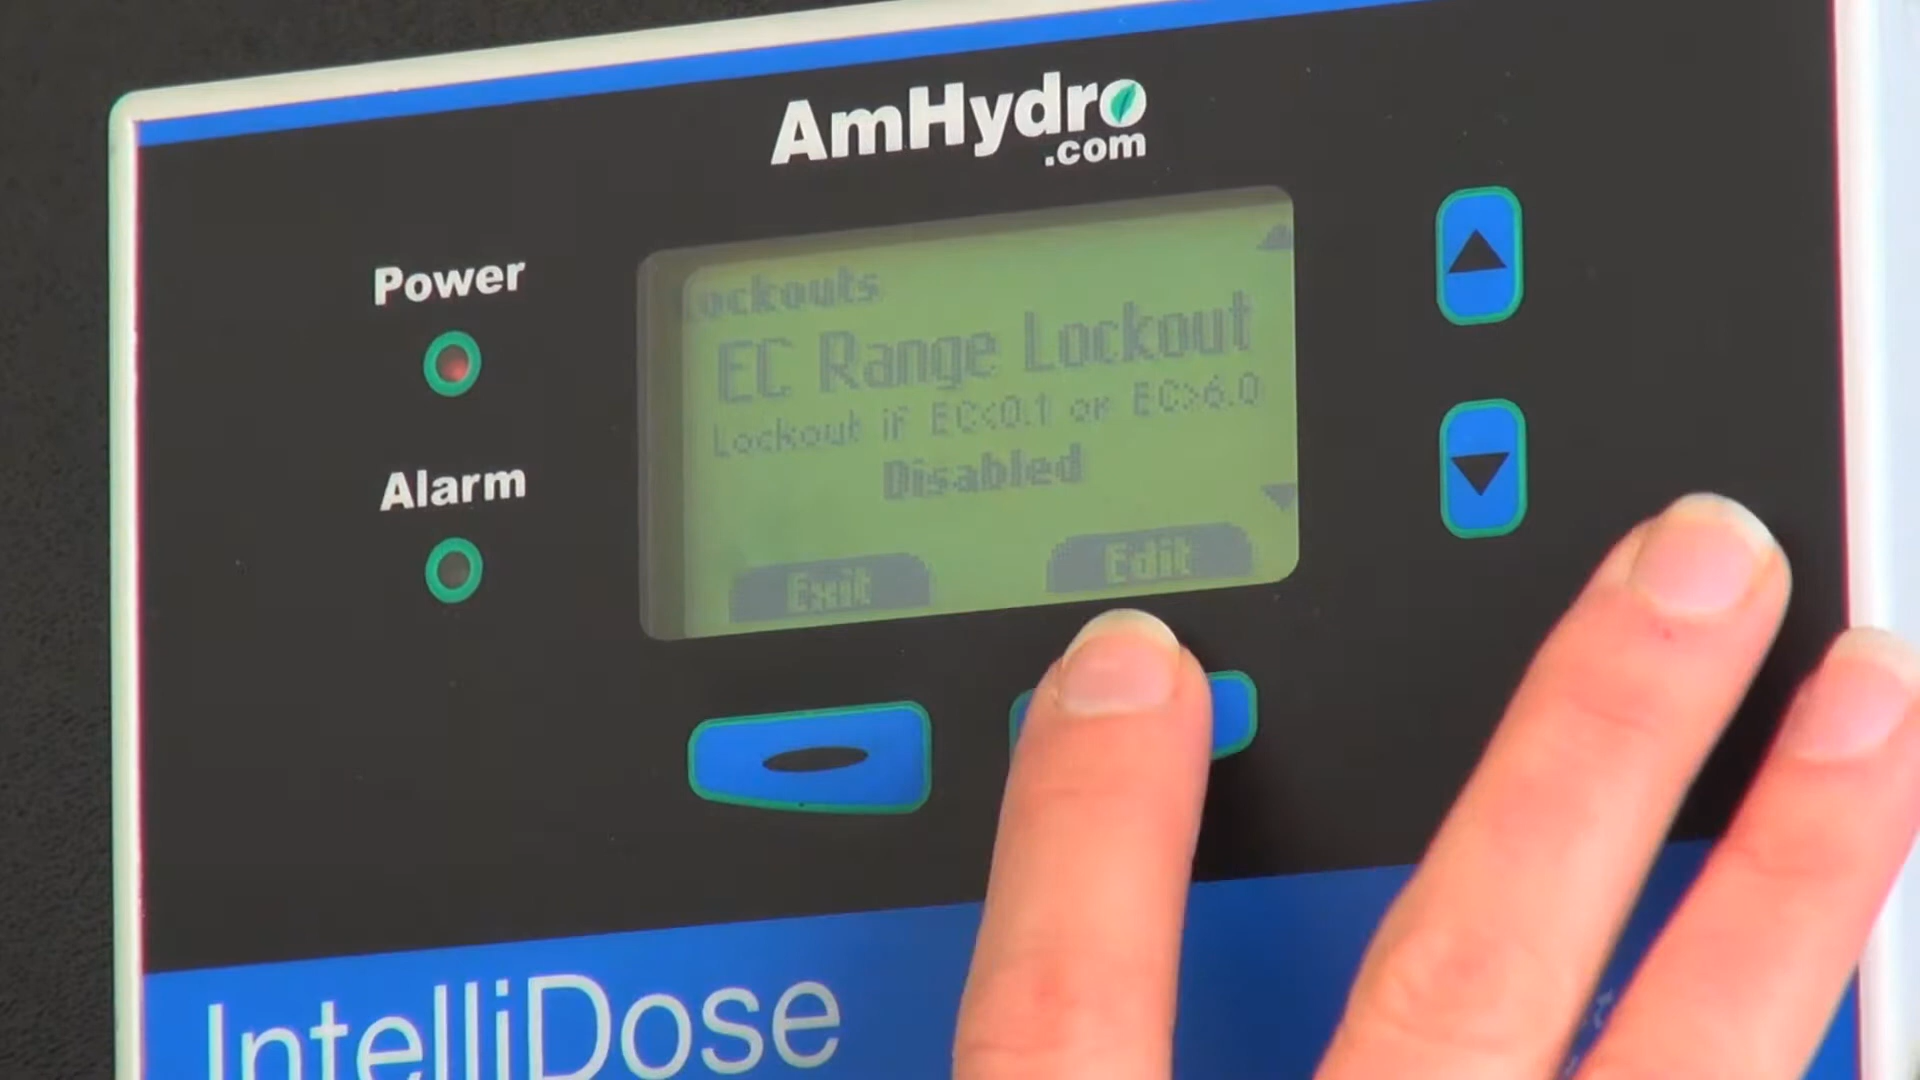 AmHydro
.com
Power
Alarm
Lockouts
EC Range Lockout
Lockout if EC<0.1 or EC>6.0
Disabled
Exit
Edit
IntelliDose